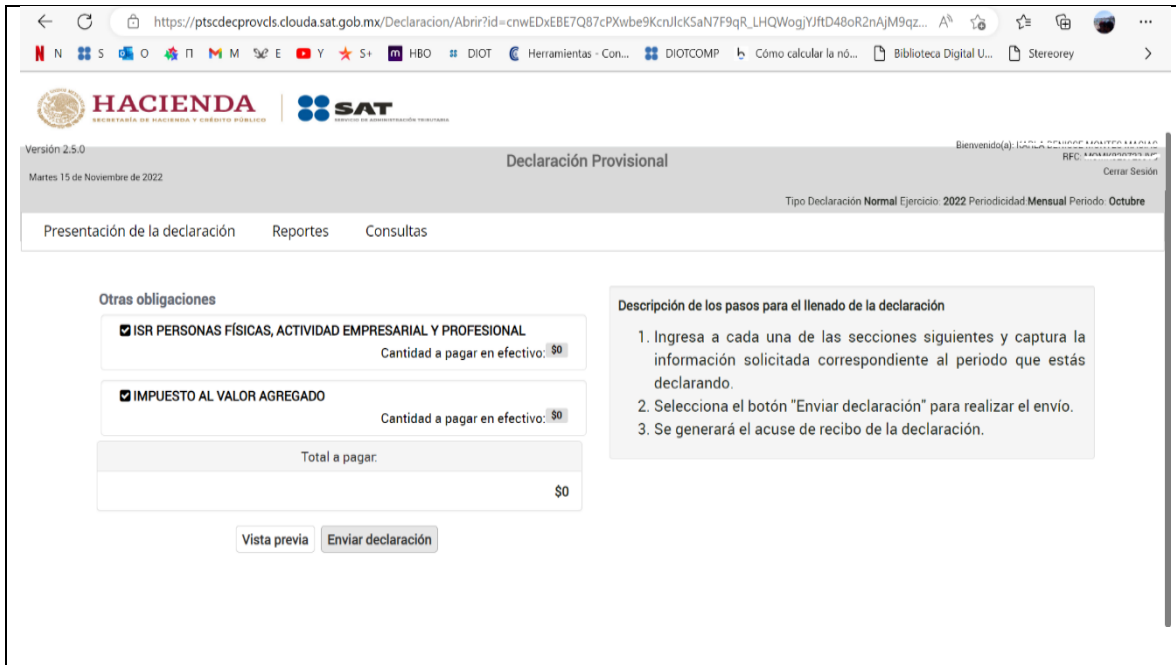 https://ptscdecprovcls.clouda.sat.gob.mx/Declaracion/Abrir?id=cnwEDxEBE7Q87cPXwbe9KcnJlcKSaN7F9qR_LHQWogjYJftD48oR2nAjM9qz...
N S O П M M E Y S+ HBO DIOT Herramientas - Con... DIOTCOMP Cómo calcular la nó... Biblioteca Digital U... Stereorey
HACIENDA
SECRETARÍA DE HACIENDA Y CRÉDITO PÚBLICO
SAT
SERVICIO DE ADMINISTRACIÓN TRIBUTARIA
Versión 2.5.0
Bienvenido(a):
Declaración Provisional
RFC:
Martes 15 de Noviembre de 2022
Cerrar Sesión
Tipo Declaración Normal Ejercicio: 2022 Periodicidad:Mensual Periodo: Octubre
Presentación de la declaración Reportes Consultas
Otras obligaciones
ISR PERSONAS FÍSICAS, ACTIVIDAD EMPRESARIAL Y PROFESIONAL
Cantidad a pagar en efectivo: $0
IMPUESTO AL VALOR AGREGADO
Cantidad a pagar en efectivo: $0
Total a pagar:
$0
Vista previa Enviar declaración
Descripción de los pasos para el llenado de la declaración
1. Ingresa a cada una de las secciones siguientes y captura la
información solicitada correspondiente al periodo que estás
declarando.
2. Selecciona el botón "Enviar declaración" para realizar el envío.
3. Se generará el acuse de recibo de la declaración.